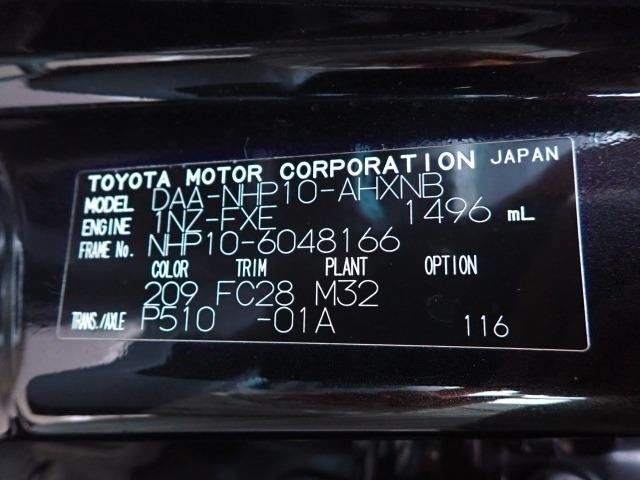 TOYOTA MOTOR CORPORATION JAPAN
MODEL DAA-NHP10-AHXNB
ENGINE 1NZ-FXE 1496 mL
FRAME No. NHP10-6048166
COLOR TRIM PLANT OPTION
209 FC28 M32
TRANS./AXLE P510 -01A 116